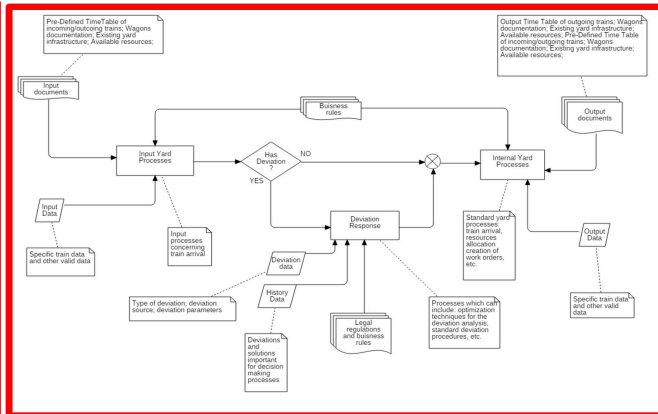 Pre-Defined TimeTable of
incoming/outcoing trains; Wagons
documentation; Existing yard
infrastructure; Available resources;
Output Time Table of outgoing trains; Wagons
documentation; Existing yard infrastructure;
Available resources; Pre-Defined Time Table
of incoming/outgoing trains; Wagons
documentation; Existing yard infrastructure;
Available resources;
Input
documents
Buisness
rules
Output
documents
Input Yard
Processes
Has
Deviation
?
NO
YES
Internal Yard
Processes
Input
Data
Input
processes
concerning
train arrival
Deviation
Response
Standard yard
processes:
train arrival,
resources
allocation
creation of
work orders,
etc.
Output
Data
Specific train data
and other valid data
Deviation
data
History
Data
Type of deviation; deviation
source; deviation parameters
Legal
regulations
and buisness
rules
Processes which can
include: optimization
techniques for the
deviation analysis,
standard deviation
procedures, etc.
Specific train data
and other valid
data
Deviations
and
solutions
important
for decision
making
processes